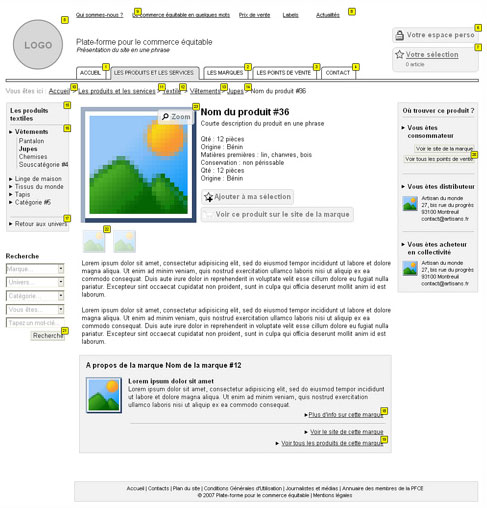 Qui sommes-nous ?
Le commerce équitable en quelques mots
Prix de vente
Labels
Actualités
LOGO
Plate-forme pour le commerce équitable
Présentation du site en une phrase
Votre espace perso
Votre sélection
0 article
ACCUEIL
LES PRODUITS ET LES SERVICES
LES MARQUES
LES POINTS DE VENTE
CONTACT
Vous êtes ici : Accueil > Les produits et les services > Textile > Vêtements > Jupes > Nom du produit #36
Les produits textiles
Vêtements
Pantalon
Jupes
Chemises
Souscatégorie #4
Linge de maison
Tissus du monde
Tapis
Catégorie #5
Retour aux univers
Recherche
Marque...
Univers...
Catégorie...
Vous êtes...
Tapez un mot-clé
Recherche
Zoom
Nom du produit #36
Courte description du produit en une phrase
Qté : 12 pièces
Origine : Bénin
Matières premières : lin, chanvres, bois
Conservation : non périssable
Qté : 12 pièces
Origine : Bénin
Ajouter à ma sélection
Voir ce produit sur le site de la marque
Lorem ipsum dolor sit amet, consectetur adipisicing elit, sed do eiusmod tempor incididunt ut labore et dolore
magna aliqua. Ut enim ad minim veniam, quis nostrud exercitation ullamco laboris nisi ut aliquip ex ea
commodo consequat. Duis aute irure dolor in reprehenderit in voluptate velit esse cillum dolore eu fugiat nulla
pariatur. Excepteur sint occaecat cupidatat non proident, sunt in culpa qui officia deserunt mollit anim id est
laborum.
Lorem ipsum dolor sit amet, consectetur adipisicing elit, sed do eiusmod tempor incididunt ut labore et dolore
magna aliqua. Ut enim ad minim veniam, quis nostrud exercitation ullamco laboris nisi ut aliquip ex ea
commodo consequat. Duis aute irure dolor in reprehenderit in voluptate velit esse cillum dolore eu fugiat nulla
pariatur. Excepteur sint occaecat cupidatat non proident, sunt in culpa qui officia deserunt mollit anim id est
laborum.
A propos de la marque Nom de la marque #12
Lorem ipsum dolor sit amet
Lorem ipsum dolor sit amet, consectetur adipisicing elit, sed do eiusmod tempor incididunt
ut labore et dolore magna aliqua. Ut enim ad minim veniam, quis nostrud exercitation
ullamco laboris nisi ut aliquip ex ea commodo consequat.
Plus d'info sur cette marque
Voir le site de cette marque
Voir tous les produits de cette marque
Où trouver ce produit ?
Vous êtes
consommateur
Voir le site de la marque
Voir tous les points de vente
Vous êtes distributeur
Artisan du monde
27, bis rue du congrès
93100 Montreuil
contact@artisans.fr
Vous êtes acheteur
en collectivité
Artisan du monde
27, bis rue du congrès
93100 Montreuil
contact@artisans.fr
Accueil | Contacts | Plan du site | Conditions Générales d'Utilisation | Journalistes et médias | Annuaire des membres de la PFCE
© 2007 Plate-forme pour le commerce équitable | Mentions légales